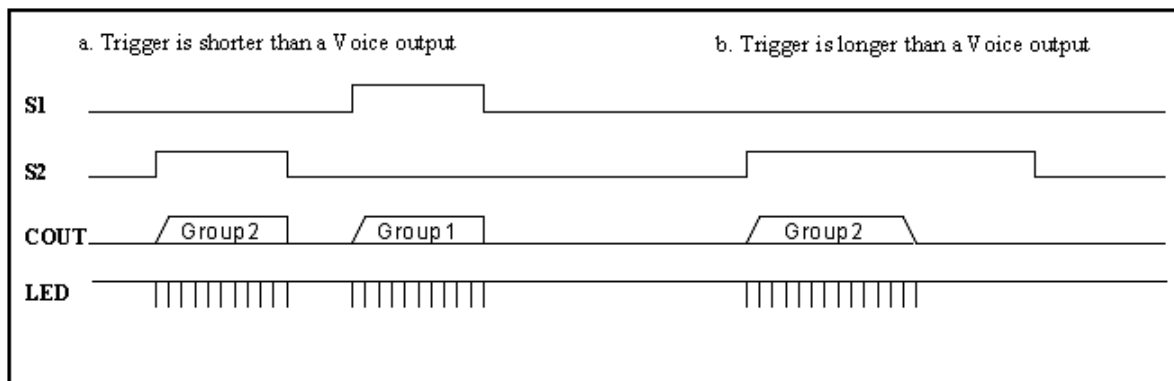 a. Trigger is shorter than a Voice output
b. Trigger is longer than a Voice output
S1
S2
COUT
Group2
Group1
Group2
LED